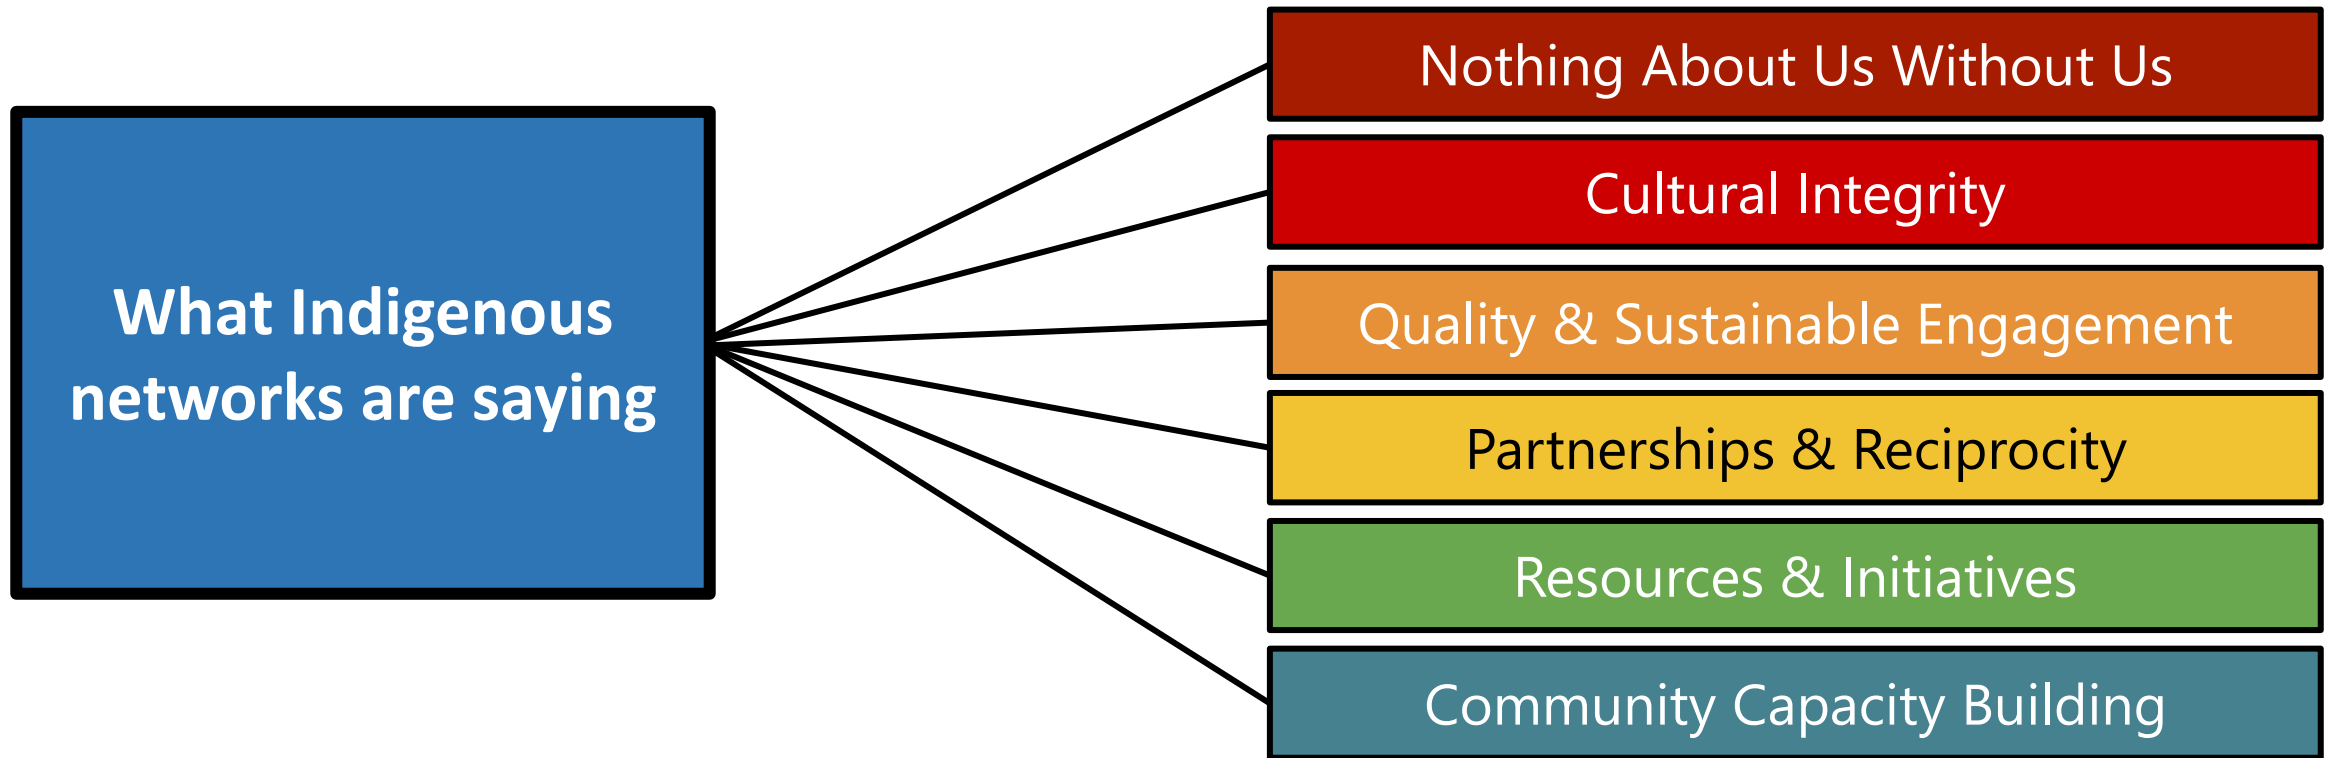 What Indigenous
networks are saying
Nothing About Us Without Us
Cultural Integrity
Quality & Sustainable Engagement
Partnerships & Reciprocity
Resources & Initiatives
Community Capacity Building